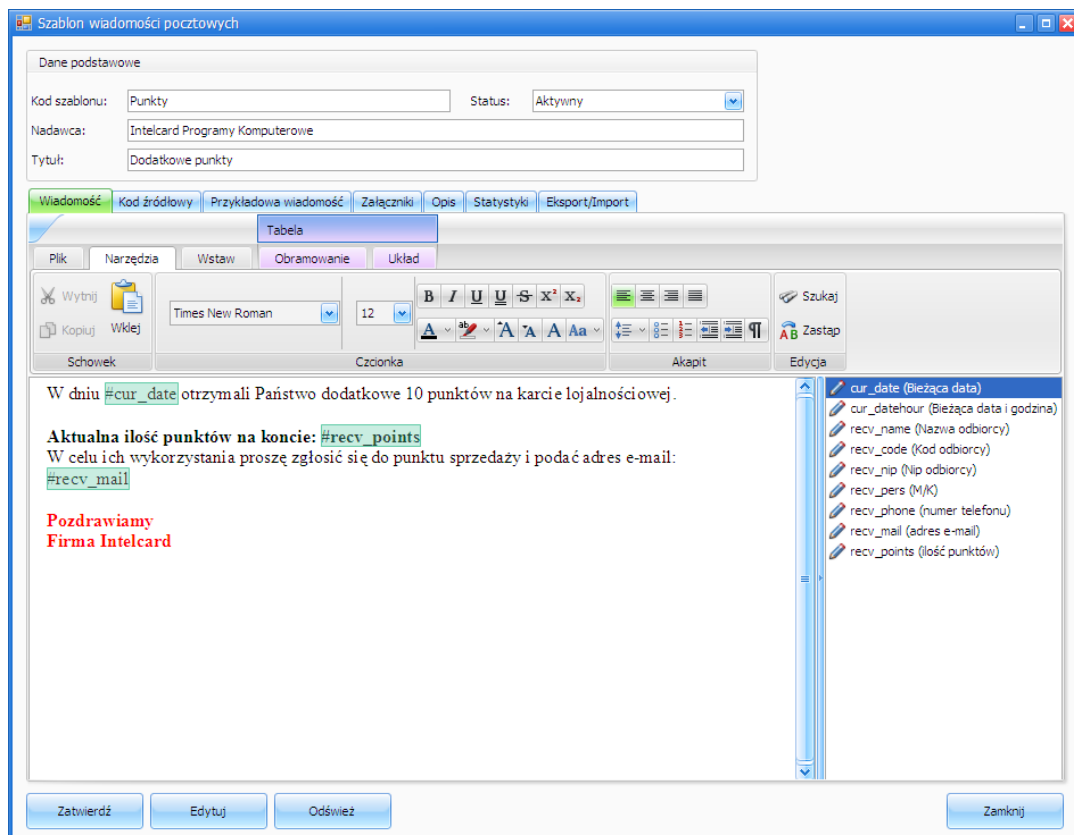 Szablon wiadomości pocztowych
Dane podstawowe
Kod szablonu: Punkty Status: Aktywny
Nadawca: Intelcard Programy Komputerowe
Tytuł: Dodatkowe punkty
Wiadomość Kod źródłowy Przykładowa wiadomość Załączniki Opis Statystyki Eksport/Import
Tabela
Plik Narzędzia Wstaw Obramowanie Układ
Wytnij
Kopiuj
Wklej
Schowek
Times New Roman 12
B I U U S X² X₂
A ab A A A Aa
Czcionka
Akapit
Szukaj
AB Zastąp
Edycja
W dniu #cur_date otrzymali Państwo dodatkowe 10 punktów na karcie lojalnościowej.
Aktualna ilość punktów na koncie: #recv_points
W celu ich wykorzystania proszę zgłosić się do punktu sprzedaży i podać adres e-mail:
#recv_mail
Pozdrawiamy
Firma Intelcard
cur_date (Bieżąca data)
cur_datehour (Bieżąca data i godzina)
recv_name (Nazwa odbiorcy)
recv_code (Kod odbiorcy)
recv_nip (Nip odbiorcy)
recv_pers (M/K)
recv_phone (numer telefonu)
recv_mail (adres e-mail)
recv_points (ilość punktów)
Zatwierdź Edytuj Odśwież Zamknij